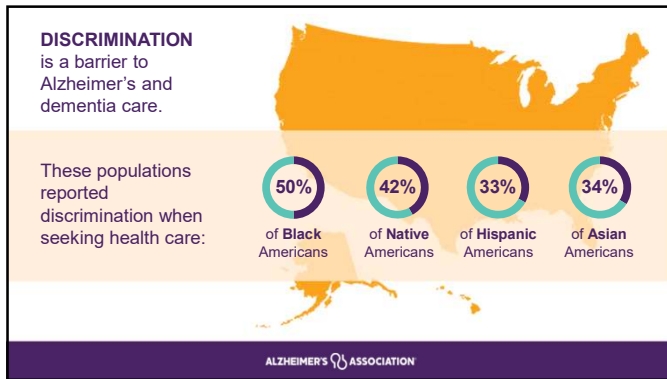 DISCRIMINATION
is a barrier to
Alzheimer's and
dementia care.
These populations
reported
discrimination when
seeking health care:
50%
of Black
Americans
42%
of Native
Americans
33%
of Hispanic
Americans
34%
of Asian
Americans
ALZHEIMER'S ASSOCIATION